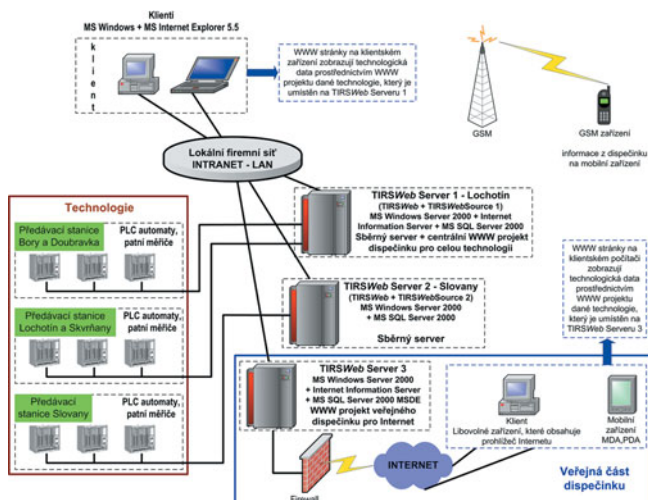 Klienti
MS Windows + MS Internet Explorer 5.5
klient
WWW stránky na klientském
zařízení zobrazují technologická
data prostřednictvím WWW
projektu dané technologie, který je
umístěn na TIRSWeb Serveru 1
GSM
GSM zařízení
informace z dispečinku
na mobilní zařízení
Lokální firemní síť
INTRANET - LAN
Technologie
Předávací stanice
Bory a Doubravka
PLC automaty,
patní měřiče
Předávací stanice
Lochotín a Skvrňany
PLC automaty,
patní měřiče
Předávací
stanice Slovany
PLC automaty,
patní měřiče
TIRSWeb Server 1 - Lochotín
(TIRSWeb + TIRSWebSource 1)
MS Windows Server 2000 + Internet
Information Server + MS SQL Server 2000
Sběrný server + centrální WWW projekt
dispečinku pro celou technologii
TIRSWeb Server 2 - Slovany
(TIRSWeb + TIRSWebSource 2)
MS Windows Server 2000
+ MS SQL Server 2000
Sběrný server
TIRSWeb Server 3
MS Windows Server 2000
+ Internet Information Server
+ MS SQL Server 2000 MSDE
WWW projekt veřejného
dispečinku pro Internet
WWW stránky na
klientském počítači
zobrazují
technologická data
prostřednictvím
WWW projektu
dané technologie,
který je umístěn na
TIRSWeb Serveru 3
Klient
Libovolné zařízení, které obsahuje
prohlížeč Internetu
Mobilní
zařízení
MDA,PDA
INTERNET
Firewall
Veřejná část
dispečinku